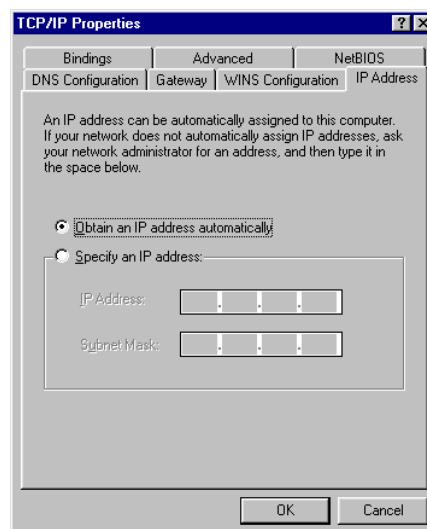 TCP/IP Properties
Bindings Advanced NetBIOS
DNS Configuration Gateway WINS Configuration IP Address
An IP address can be automatically assigned to this computer.
If your network does not automatically assign IP addresses, ask
your network administrator for an address, and then type it in
the space below.
Obtain an IP address automatically
Specify an IP address:
IP Address:
Subnet Mask:
OK Cancel